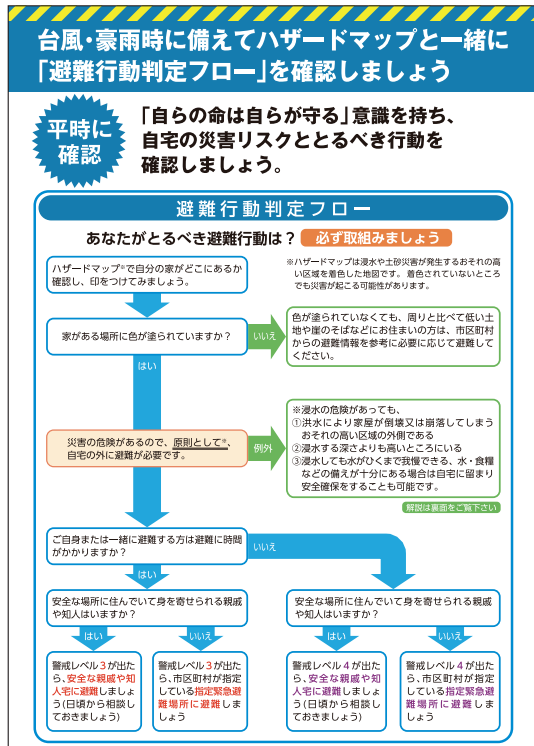 台風・豪雨時に備えてハザードマップと一緒に
「避難行動判定フロー」を確認しましょう
平時に
確認
「自らの命は自らが守る」意識を持ち、
自宅の災害リスクととるべき行動を
確認しましょう。
避難行動判定フロー
あなたがとるべき避難行動は？
必ず取組みましょう
ハザードマップ※で自分の家がどこにあるか
確認し、印をつけてみましょう。
※ハザードマップは浸水や土砂災害が発生するおそれの高
い区域を着色した地図です。着色されていないところ
でも災害が起こる可能性があります。
家がある場所に色が塗られていますか？
いいえ
色が塗られていなくても、周りと比べて低い土
地や崖のそばなどにお住まいの方は、市区町村
からの避難情報を参考に必要に応じて避難して
ください。
はい
災害の危険があるので、原則として※、
自宅の外に避難が必要です。
例外
※浸水の危険があっても、
①洪水により家屋が倒壊又は崩落してしまう
おそれの高い区域の外側である
②浸水する深さよりも高いところにいる
③浸水しても水がひくまで我慢できる、水・食糧
などの備えが十分にある場合は自宅に留まり
安全確保をすることも可能です。
解説は裏面をご覧下さい
ご自身または一緒に避難する方は避難に時間
がかかりますか？
いいえ
はい
安全な場所に住んでいて身を寄せられる親戚
や知人はいますか？
安全な場所に住んでいて身を寄せられる親戚
や知人はいますか？
はい
いいえ
はい
いいえ
警戒レベル3が出た
ら、安全な親戚や知
人宅に避難しましょ
う(日頃から相談し
ておきましょう)
警戒レベル3が出た
ら、市区町村が指定
している指定緊急避
難場所に避難しま
しょう
警戒レベル4が出た
ら、安全な親戚や知
人宅に避難しましょ
う(日頃から相談し
ておきましょう)
警戒レベル4が出た
ら、市区町村が指定
している指定緊急避
難場所に避難しま
しょう